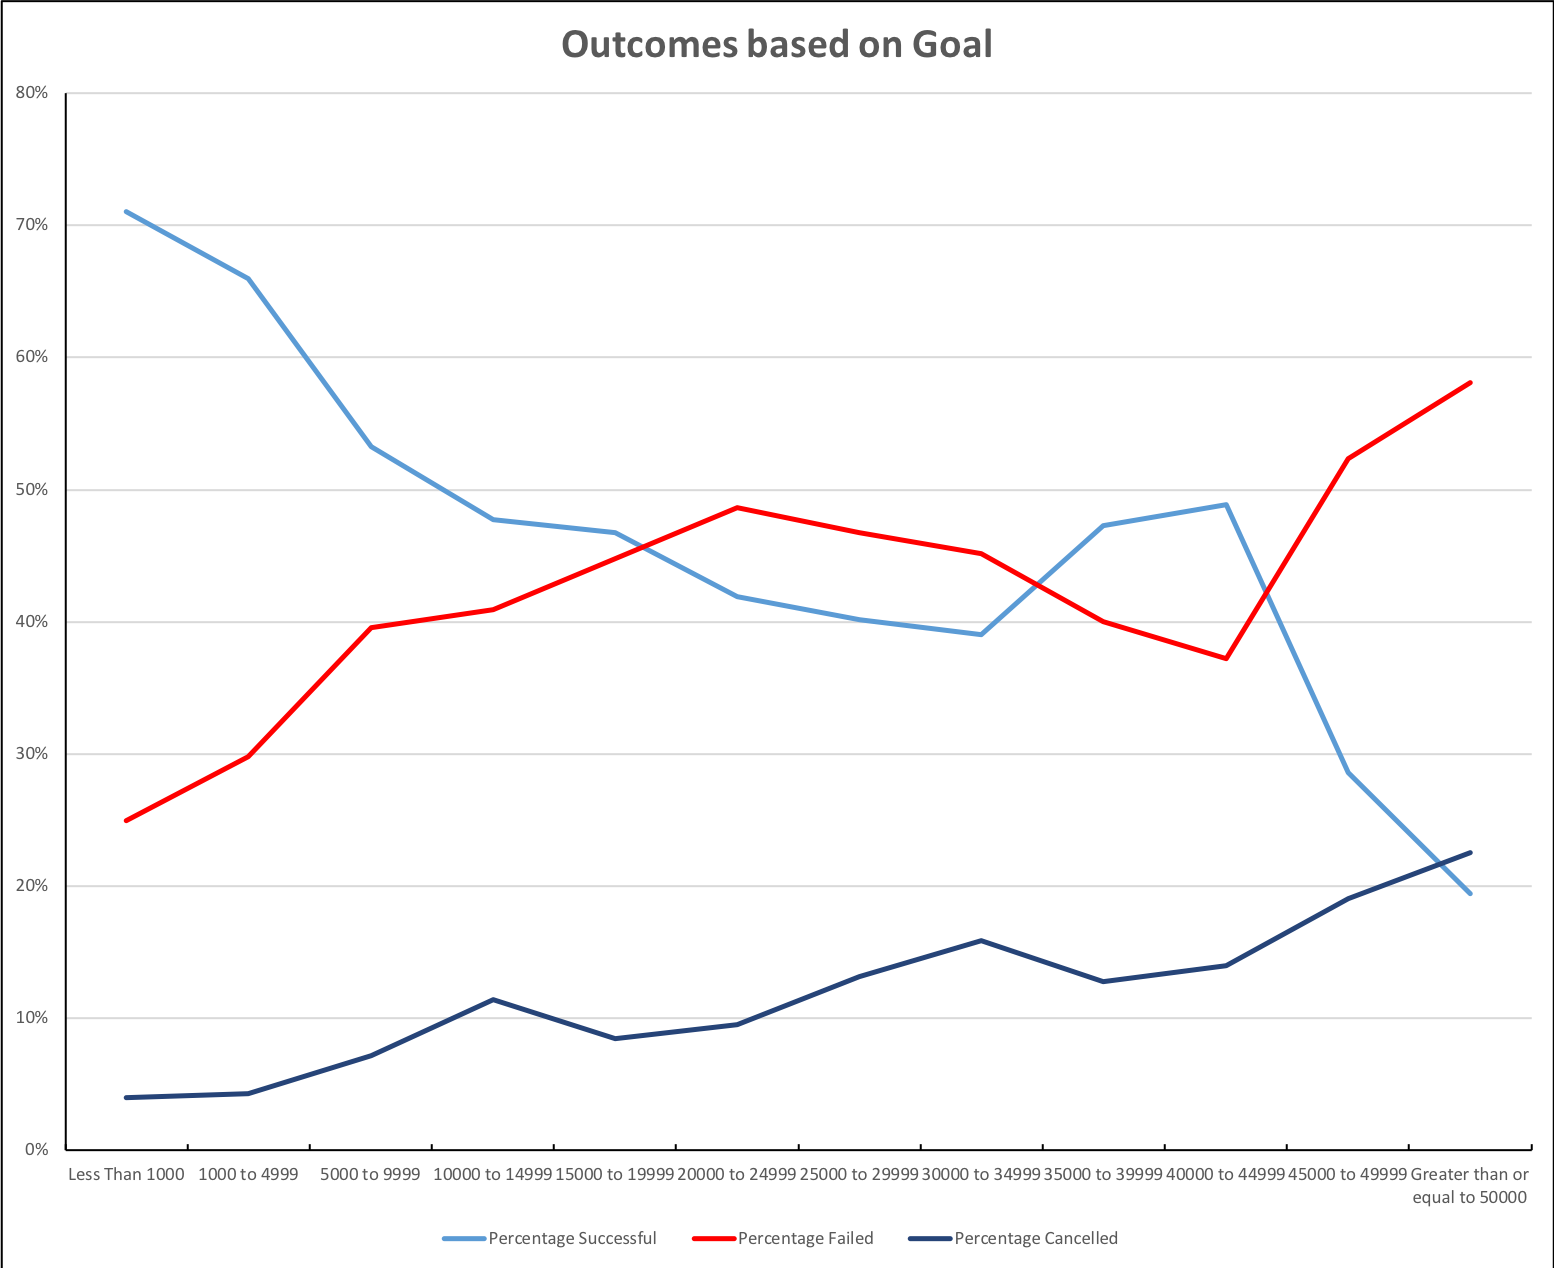 Outcomes based on Goal
80%
70%
60%
50%
40%
30%
20%
10%
0%
Less Than 1000
1000 to 4999
5000 to 9999
10000 to 14999
15000 to 19999
20000 to 24999
25000 to 29999
30000 to 34999
35000 to 39999
40000 to 44999
45000 to 49999
Greater than or
equal to 50000
Percentage Successful
Percentage Failed
Percentage Cancelled